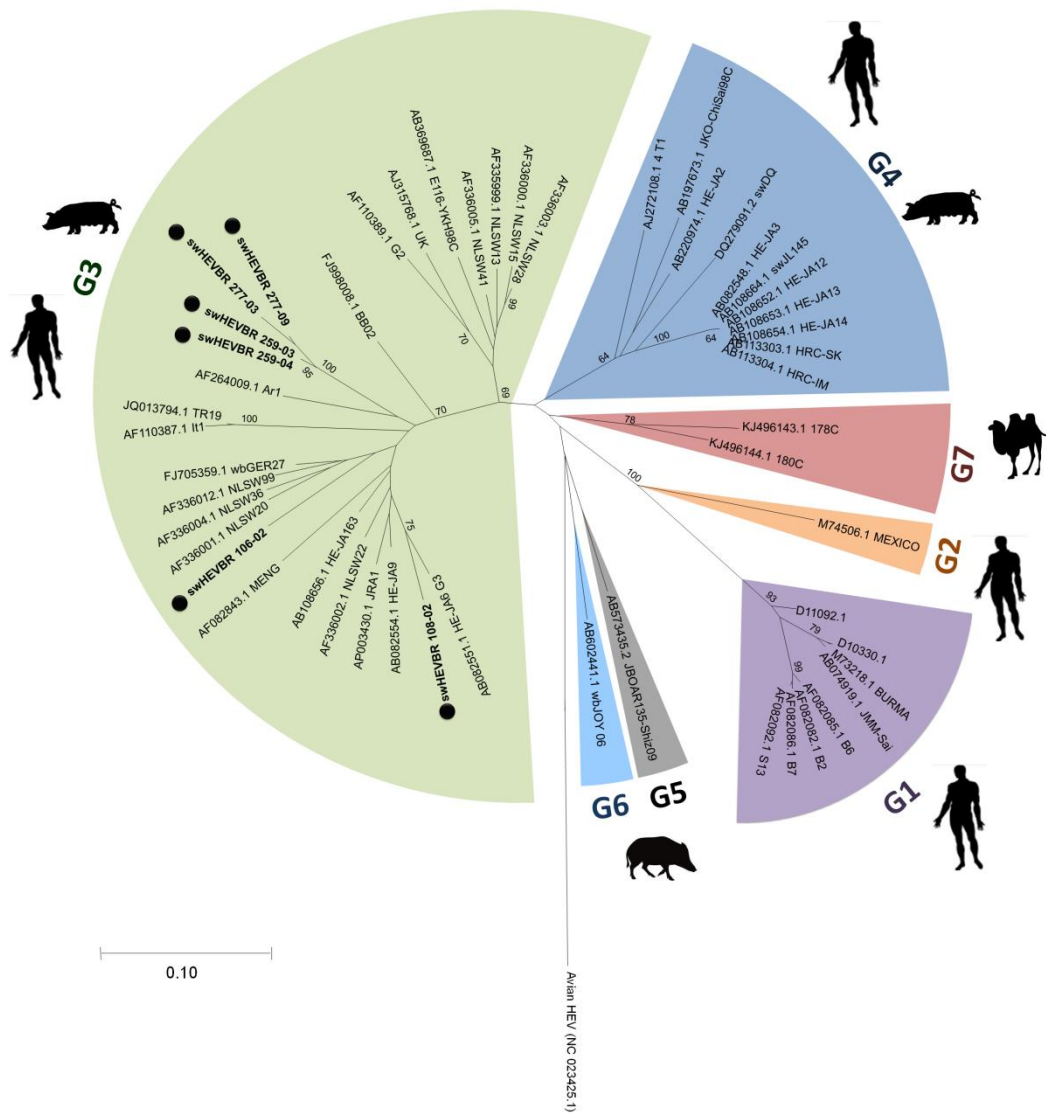 G3
AF110389.1 G2
AJ315768.1 UK
AB369687.1 E116-YKH98C
AF336005.1 NLSW41
AF335999.1 NLSW13
AF336000.1 NLSW15
AF336003.1 NLSW28
99
70
69
FJ998008.1 BB02
70
swHEVBR 277-09
swHEVBR 277-03
swHEVBR 259-03
swHEVBR 259-04
100
95
AF264009.1 Ar1
JQ013794.1 TR19
100
AF110387.1 It1
FJ705359.1 wbGER27
AF336012.1 NLSW99
AF336004.1 NLSW36
AF336001.1 NLSW20
swHEVBR 106-02
AF082843.1 MENG
AB108656.1 HE-JA163
AF336002.1 NLSW22
AP003430.1 JRA1
AB082554.1 HE-JA9
75
AB082551.1 HE-JA6 G3
swHEVBR 108-02
G4
AJ272108.1 4 T1
AB197673.1 JKO-ChiSai98C
AB220974.1 HE-JA2
DQ279091.2 swDQ
AB082548.1 HE-JA3
AB108664.1 swJL145
AB108652.1 HE-JA12
AB108653.1 HE-JA13
AB108654.1 HE-JA14
AB113303.1 HRC-SK
AB113304.1 HRC-IM
64
100
64
G7
78
KJ496143.1 178C
KJ496144.1 180C
100
G2
M74506.1 MEXICO
G1
93
D11092.1
79
D10330.1
M73218.1 BURMA
AB074919.1 JMM-Sai
99
AF082085.1 B6
AF082082.1 B2
AF082086.1 B7
AF082092.1 S13
AB573435.2 JBOAR135-Shiz09
G5
AB602441.1 wbJOY 06
G6
Avian HEV (NC 023425.1)
0.10